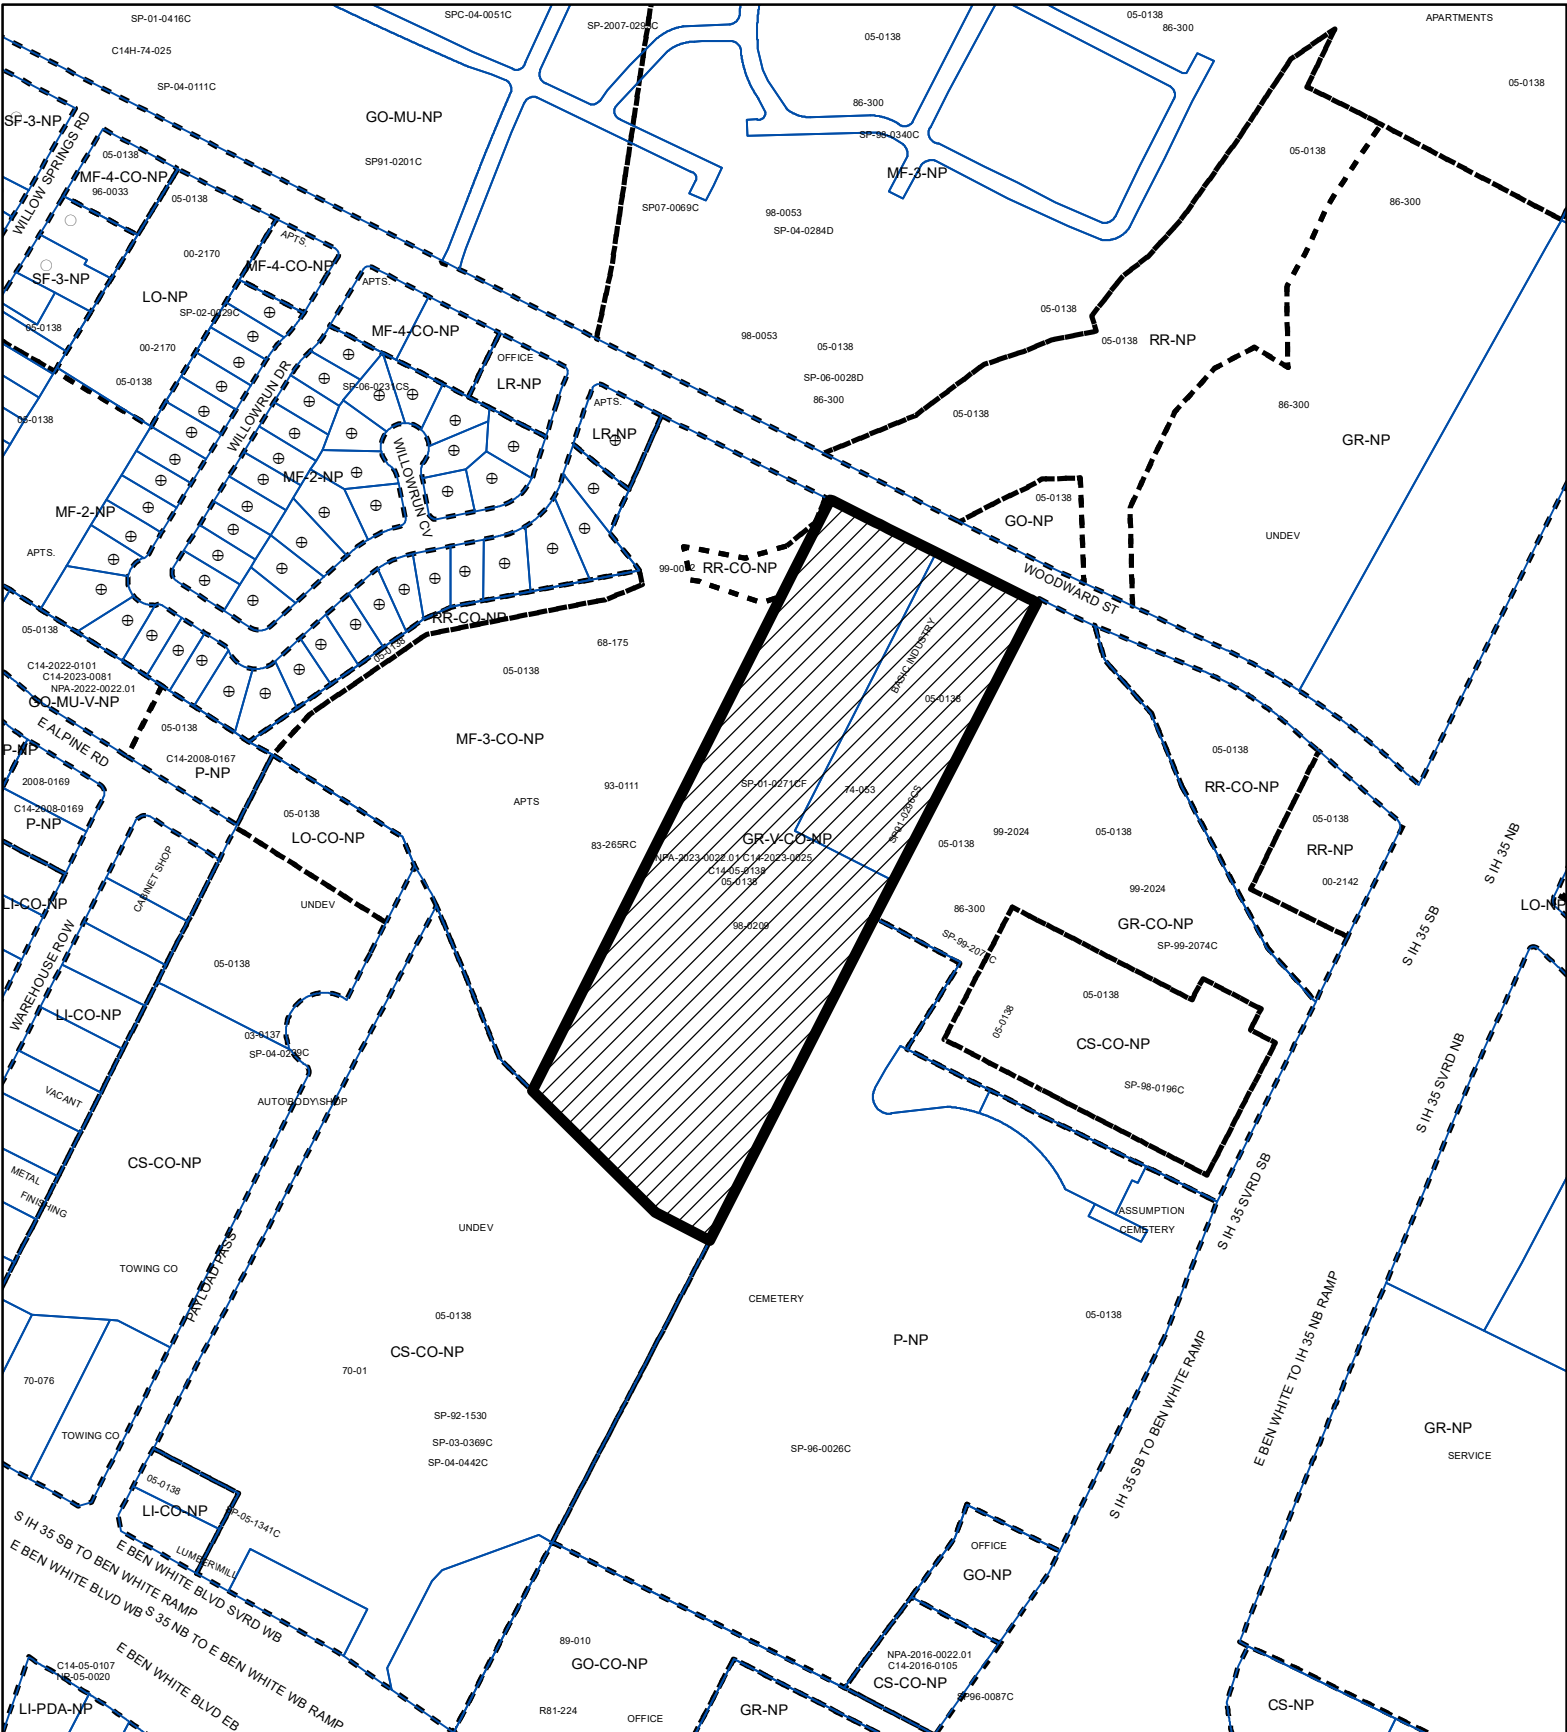 SP-01-0416C
SPC-04-0051C
05-0138
86-300
APARTMENTS
C14H-74-025
05-0138
SP-04-0111C
05-0138
86-300
GO-MU-NP
SF-3-NP
SP-93-0340C
WILLOW SPRINGS RD
05-0138
SP91-0201C
05-0138
MF-4-CO-NP
96-0033
MF-3-NP
05-0138
86-300
SP07-0069C
98-0053
SP-04-0284D
APTS.
00-2170
MF-4-CO-NP
SF-3-NP
APTS.
LO-NP
SP-02-0029C
05-0138
05-0138
MF-4-CO-NP
98-0053
05-0138
05-0138
RR-NP
00-2170
OFFICE
LR-NP
SP-06-0028D
05-0138
SP-06-0231CS
86-300
WILLOWRUN DR
APTS.
05-0138
86-300
05-0138
LR-NP
GR-NP
WILLOWRUN CV
MF-2-NP
MF-2-NP
05-0138
GO-NP
APTS.
UNDEV
RR-CO-NP
WOODWARD ST
RR-CO-NP
05-0138
68-175
05-0138
BASIC INDUSTRY
C14-2022-0101
C14-2023-0081
NPA-2022-0022.01
GO-MU-V-NP
05-0138
05-0138
05-0138
E ALPINE RD
MF-3-CO-NP
P-NP
C14-2008-0167
P-NP
05-0138
2008-0169
C14-2008-0169
P-NP
93-0111
SP-01-0271CF
74-053
RR-CO-NP
APTS
SP91-0296CS
05-0138
05-0138
RR-NP
LO-CO-NP
GR-V-CO-NP
05-0138
99-2024
05-0138
83-265RC
NPA-2023-0022.01 C14-2023-0025
C14-05-0138
05-0138
CABINET SHOP
S IH 35 NB
00-2142
99-2024
LI-CO-NP
UNDEV
86-300
LO-NP
98-0209
GR-CO-NP
S IH 35 SB
SP-99-2074C
WAREHOUSE ROW
05-0138
05-0138
LI-CO-NP
05-0138
03-0137
SP-04-0239C
CS-CO-NP
S IH 35 SVRD NB
VACANT
AUTO\BODY\SHOP
SP-98-0196C
CS-CO-NP
METAL
FINISHING
S IH 35 SVRD SB
ASSUMPTION
CEMETERY
UNDEV
TOWING CO
PAYLOAD PASS
CEMETERY
05-0138
05-0138
P-NP
CS-CO-NP
70-01
70-076
S IH 35 SB TO BEN WHITE RAMP
E BEN WHITE TO IH 35 NB RAMP
SP-92-1530
GR-NP
SERVICE
TOWING CO
SP-03-0369C
SP-96-0026C
SP-04-0442C
05-0138
LI-CO-NP
SP-05-1341C
LUMBER\MILL
OFFICE
GO-NP
S IH 35 SB TO BEN WHITE RAMP
E BEN WHITE BLVD SVRD WB
E BEN WHITE BLVD WB
S 35 NB TO E BEN WHITE WB RAMP
E BEN WHITE BLVD EB
89-010
GO-CO-NP
NPA-2016-0022.01
C14-2016-0105
CS-CO-NP
C14-05-0107
NP-05-0020
LI-PDA-NP
R81-224
OFFICE
GR-NP
SP96-0087C
CS-NP